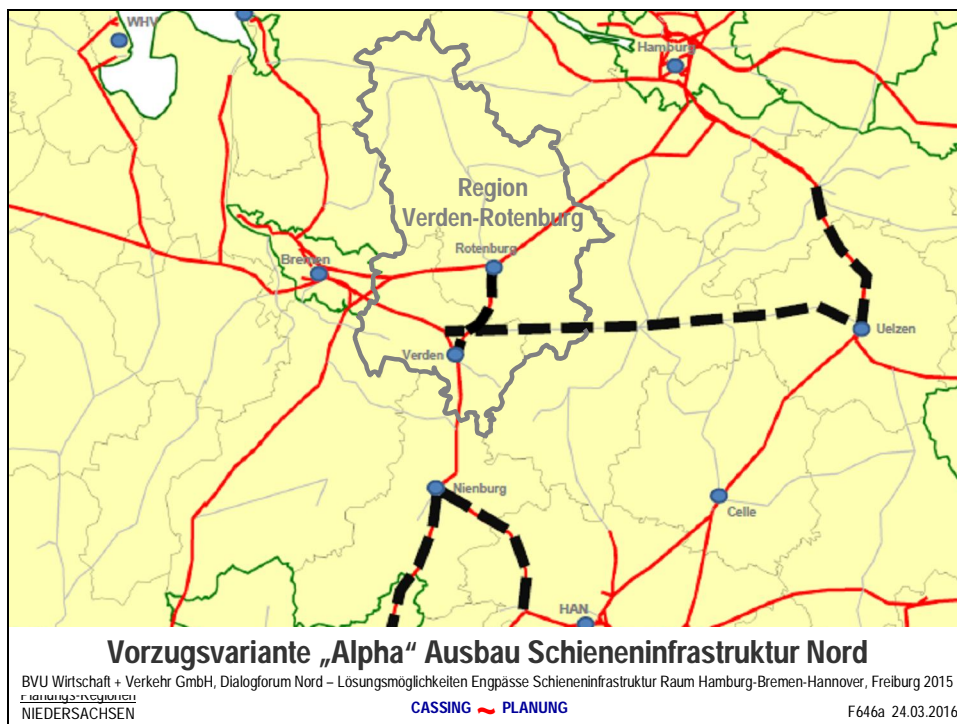 WHV
Hamburg
Region
Verden-Rotenburg
Rotenburg
Bremen
Uelzen
Verden
Nienburg
Celle
HAN
Vorzugsvariante „Alpha“ Ausbau Schieneninfrastruktur Nord
BVU Wirtschaft + Verkehr GmbH, Dialogforum Nord – Lösungsmöglichkeiten Engpässe Schieneninfrastruktur Raum Hamburg-Bremen-Hannover, Freiburg 2015
Planungs-Regionen
NIEDERSACHSEN
CASSING ~ PLANUNG
F646a 24.03.2016